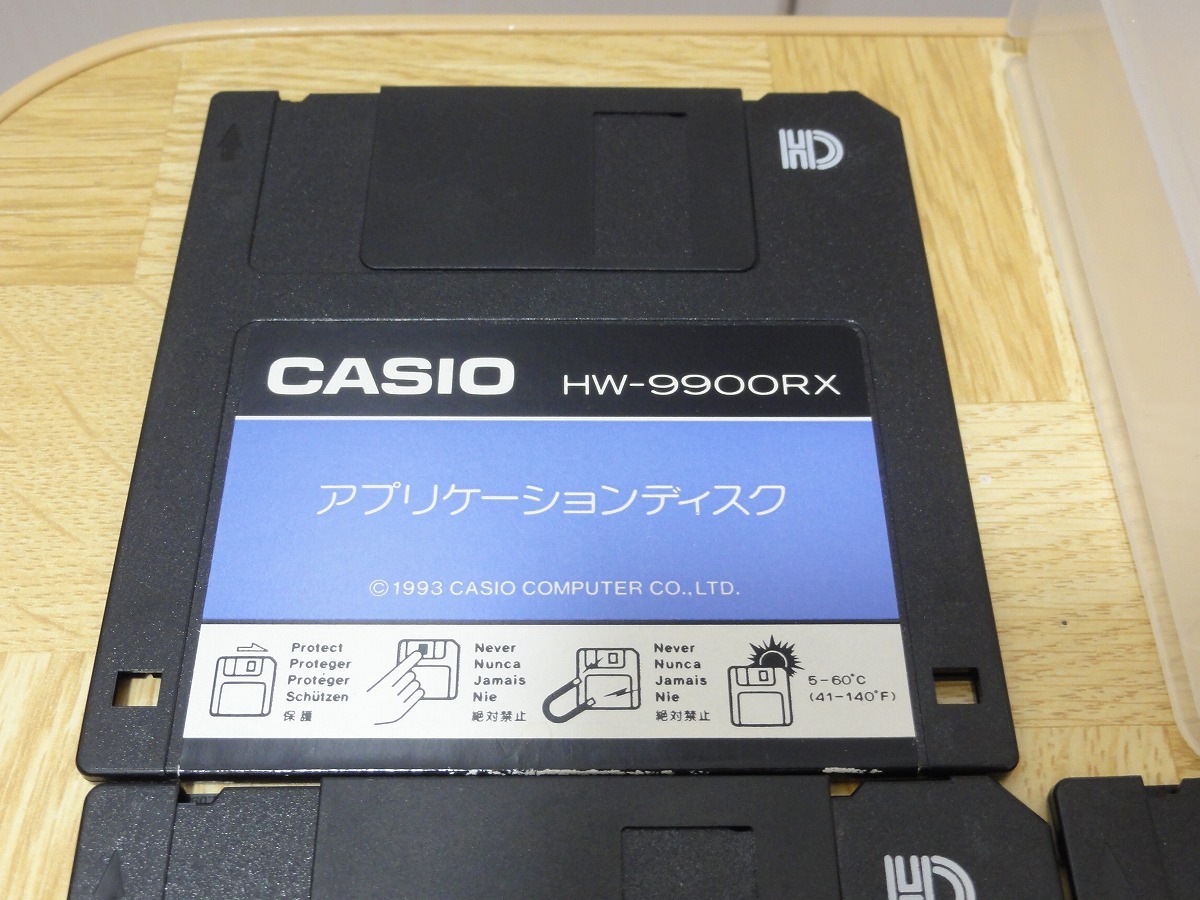 HD
CASIO HW-9900RX
アプリケーションディスク
©1993 CASIO COMPUTER CO.,LTD.
Protect
Proteger
Protéger
Schützen
保護
Never
Nunca
Jamais
Nie
絶対禁止
Never
Nunca
Jamais
Nie
絶対禁止
5-60°C
(41-140°F)
HD